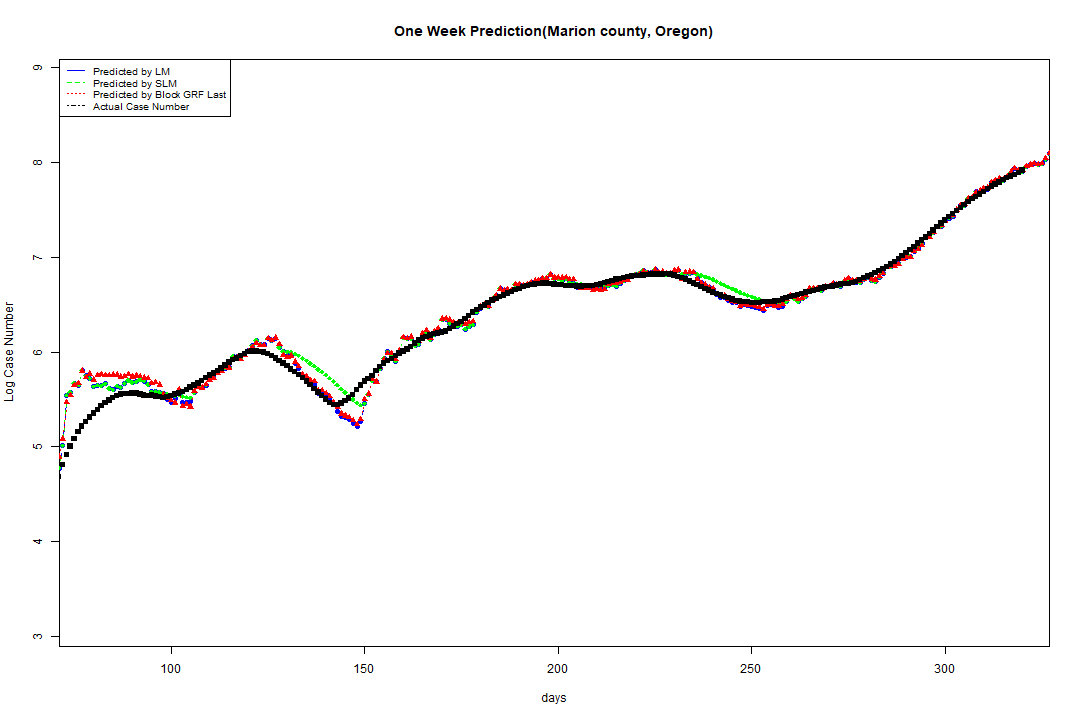 One Week Prediction(Marion county, Oregon)
Predicted by LM
Predicted by SLM
Predicted by Block GRF Last
Actual Case Number
Log Case Number
9
8
7
6
5
4
3
100 150 200 250 300
days